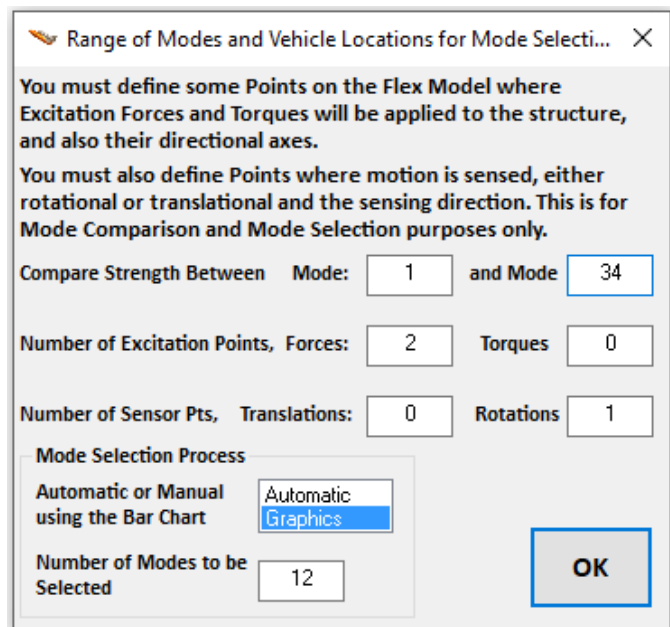 Range of Modes and Vehicle Locations for Mode Selecti...
You must define some Points on the Flex Model where
Excitation Forces and Torques will be applied to the structure,
and also their directional axes.
You must also define Points where motion is sensed, either
rotational or translational and the sensing direction. This is for
Mode Comparison and Mode Selection purposes only.
Compare Strength Between Mode: 1 and Mode 34
Number of Excitation Points, Forces: 2 Torques 0
Number of Sensor Pts, Translations: 0 Rotations 1
Mode Selection Process
Automatic or Manual
using the Bar Chart
Automatic
Graphics
Number of Modes to be
Selected
12
OK